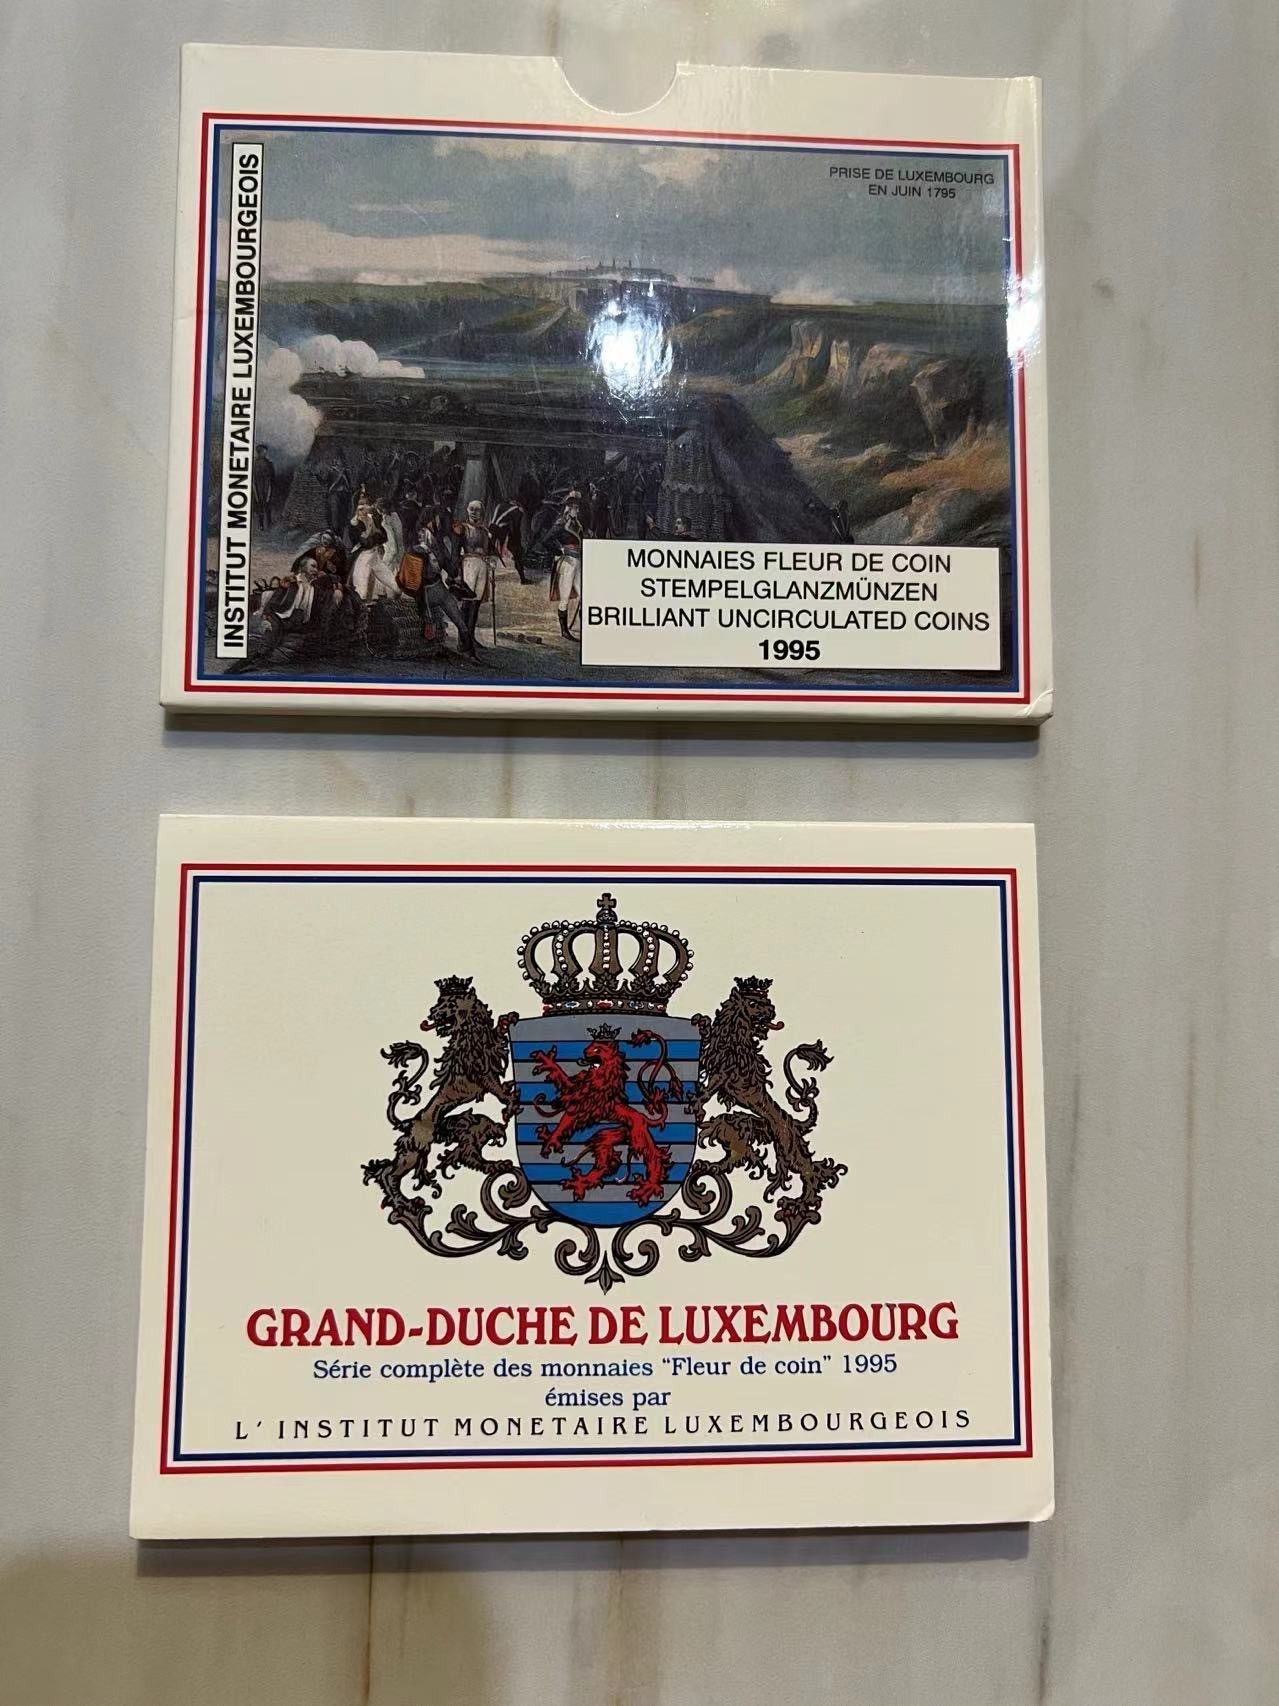 INSTITUT MONETAIRE LUXEMBOURGEOIS
PRISE DE LUXEMBOURG
EN JUIN 1795
MONNAIES FLEUR DE COIN
STEMPELGLANZMÜNZEN
BRILLIANT UNCIRCULATED COINS
1995
GRAND-DUCHE DE LUXEMBOURG
Série complète des monnaies “Fleur de coin” 1995
émises par
L' INSTITUT MONETAIRE LUXEMBOURGEOIS